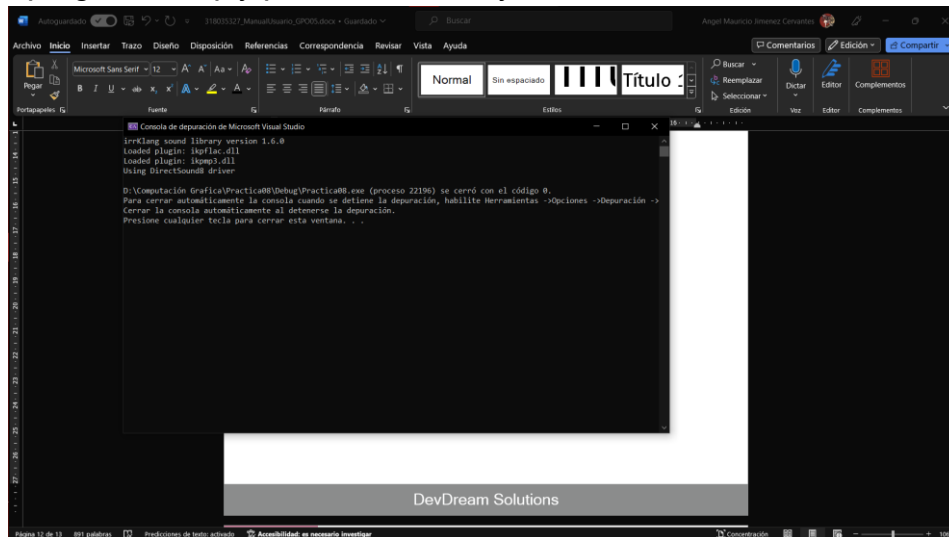 Autoguardado
318035527_ManualUsuario_GPO05.docx • Guardado
Buscar
Angel Mauricio Jimenez Cervantes
Archivo Inicio Insertar Trazo Diseño Disposición Referencias Correspondencia Revisar Vista Ayuda
Comentarios Edición Compartir
Pegar
Microsoft Sans Serif 12
Normal
Sin espaciado
Título
Buscar
Reemplazar
Seleccionar
Dictar
Editor
Complementos
Portapapeles Fuente Párrafo Estilos Edición Voz Editor Complementos
Consola de depuración de Microsoft Visual Studio
irrKlang sound library version 1.6.0
Loaded plugin: ikpflac.dll
Loaded plugin: ikpmp3.dll
Using DirectSound8 driver
D:\Computación Grafica\Practica08\Debug\Practica08.exe (proceso 22196) se cerró con el código 0.
Para cerrar automáticamente la consola cuando se detiene la depuración, habilite Herramientas ->Opciones ->Depuración ->
Cerrar la consola automáticamente al detenerse la depuración.
Presione cualquier tecla para cerrar esta ventana. . .
DevDream Solutions
Página 12 de 13 891 palabras Predicciones de texto: activado Accesibilidad: es necesario investigar
Concentración